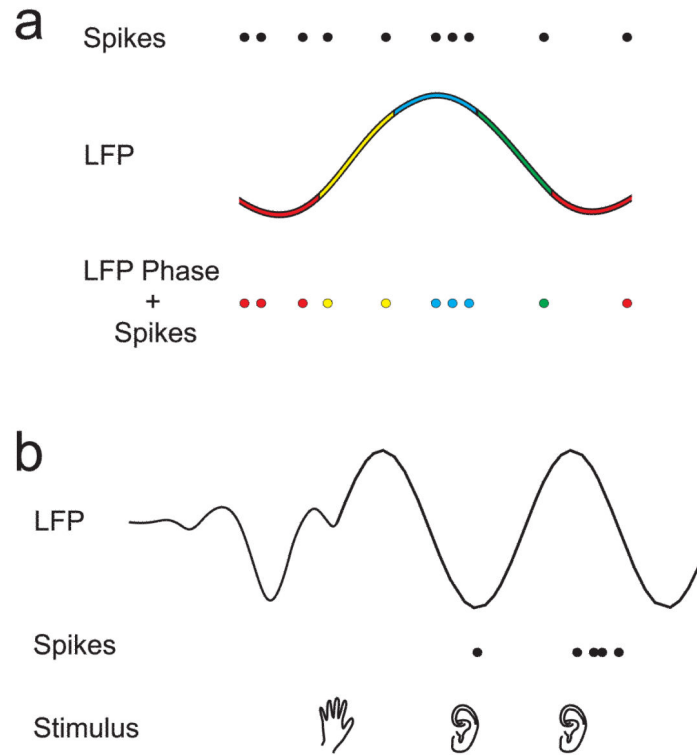 a
Spikes
LFP
LFP Phase
+
Spikes
b
LFP
Spikes
Stimulus